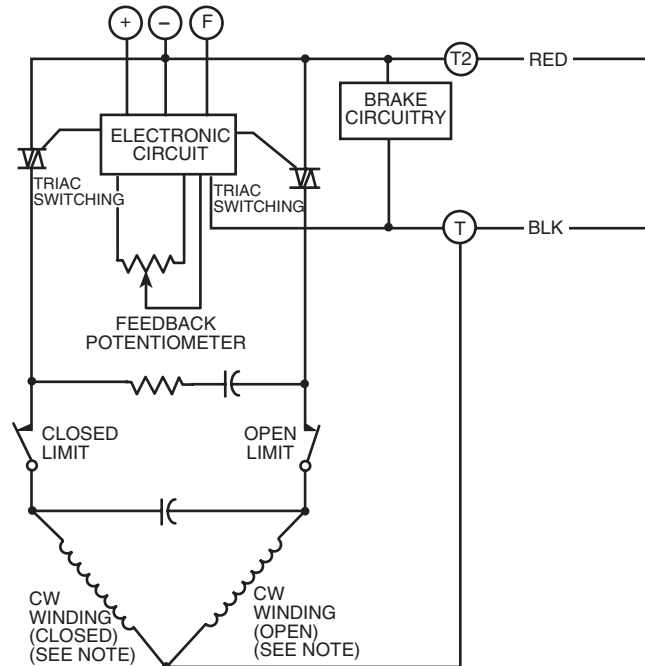 +
−
F
T2
RED
BRAKE
CIRCUITRY
ELECTRONIC
CIRCUIT
TRIAC
SWITCHING
TRIAC
SWITCHING
T
BLK
FEEDBACK
POTENTIOMETER
CLOSED
LIMIT
OPEN
LIMIT
CW
WINDING
(CLOSED)
(SEE NOTE)
CW
WINDING
(OPEN)
(SEE NOTE)